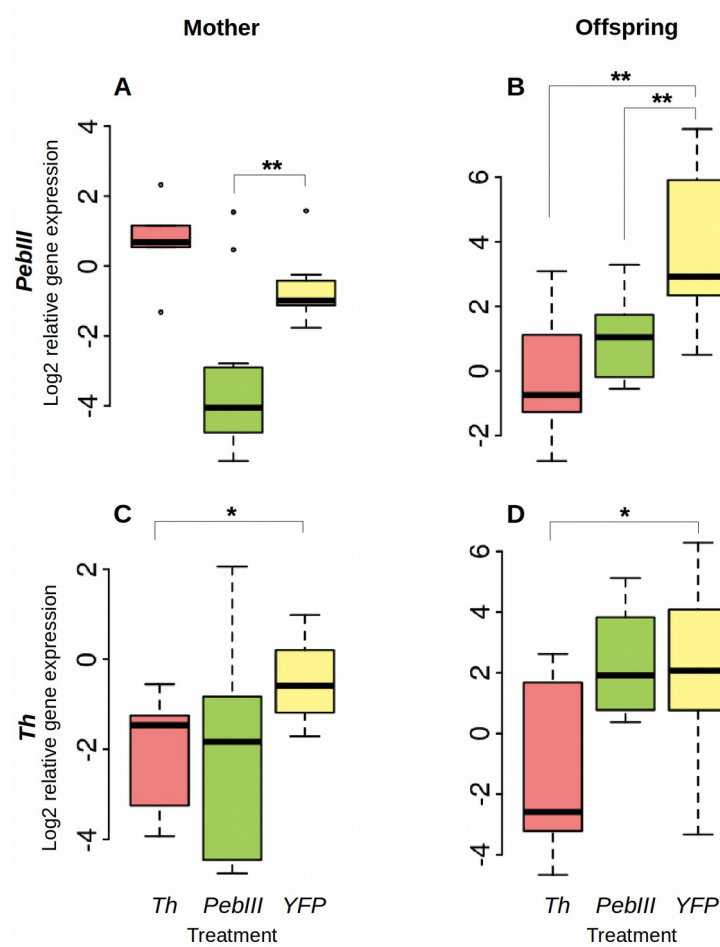 Mother
Offspring
A
B
**
**
4
2
0
-2
-4
**
6
4
2
0
-2
PebIII
Log2 relative gene expression
C
D
*
*
2
0
-2
-4
6
4
2
0
-2
-4
Th
Log2 relative gene expression
Th PebIII YFP
Treatment
Th PebIII YFP
Treatment